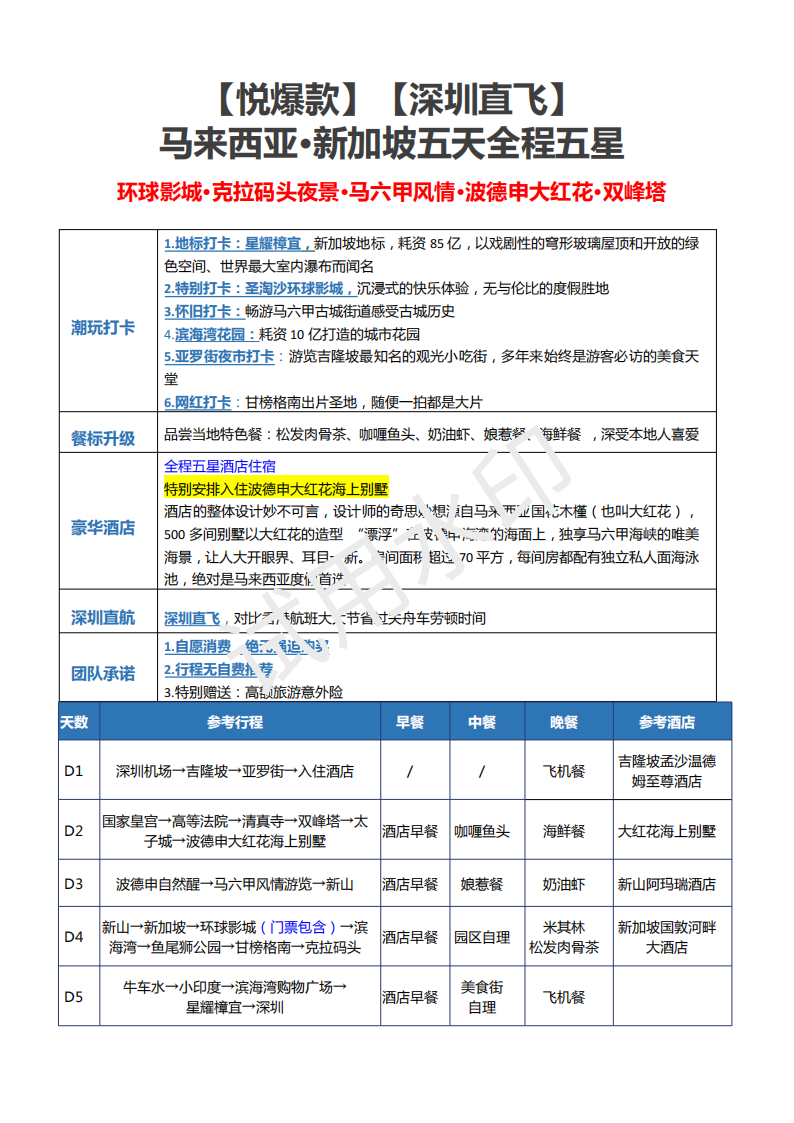 【悦爆款】【深圳直飞】
马来西亚•新加坡五天全程五星
环球影城•克拉码头夜景•马六甲风情•波德申大红花•双峰塔
潮玩打卡
1.地标打卡：星耀樟宜，新加坡地标，耗资 85 亿，以戏剧性的穹形玻璃屋顶和开放的绿
色空间、世界最大室内瀑布而闻名
2.特别打卡：圣淘沙环球影城，沉浸式的快乐体验，无与伦比的度假胜地
3.怀旧打卡：畅游马六甲古城街道感受古城历史
4.滨海湾花园：耗资 10 亿打造的城市花园
5.亚罗街夜市打卡：游览吉隆坡最知名的观光小吃街，多年来始终是游客必访的美食天
堂
6.网红打卡：甘榜格南出片圣地，随便一拍都是大片
餐标升级
品尝当地特色餐：松发肉骨茶、咖喱鱼头、奶油虾、娘惹餐、海鲜餐 ，深受本地人喜爱
豪华酒店
全程五星酒店住宿
特别安排入住波德申大红花海上别墅
酒店的整体设计妙不可言，设计师的奇思妙想源自马来西亚国花木槿（也叫大红花），
500 多间别墅以大红花的造型 “漂浮”在波德申海湾的海面上，独享马六甲海峡的唯美
海景，让人大开眼界、耳目一新。房间面积超过 70 平方，每间房都配有独立私人面海泳
池，绝对是马来西亚度假首选
深圳直航
深圳直飞，对比香港航班大大节省过关舟车劳顿时间
团队承诺
1.自愿消费，绝无强迫购买
2.行程无自费推荐
3.特别赠送：高额旅游意外险
天数 参考行程 早餐 中餐 晚餐 参考酒店
D1 深圳机场→吉隆坡→亚罗街→入住酒店 / / 飞机餐 吉隆坡孟沙温德
姆至尊酒店
D2 国家皇宫→高等法院→清真寺→双峰塔→太
子城→波德申大红花海上别墅 酒店早餐 咖喱鱼头 海鲜餐 大红花海上别墅
D3 波德申自然醒→马六甲风情游览→新山 酒店早餐 娘惹餐 奶油虾 新山阿玛瑞酒店
D4 新山→新加坡→环球影城（门票包含）→滨
海湾→鱼尾狮公园→甘榜格南→克拉码头 酒店早餐 园区自理 米其林
松发肉骨茶 新加坡国敦河畔
大酒店
D5 牛车水→小印度→滨海湾购物广场→
星耀樟宜→深圳 酒店早餐 美食街
自理 飞机餐
试用水印